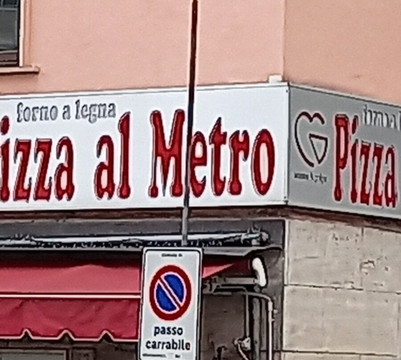 forno a legna
izza al Metro
Pizza
passo
carrabile